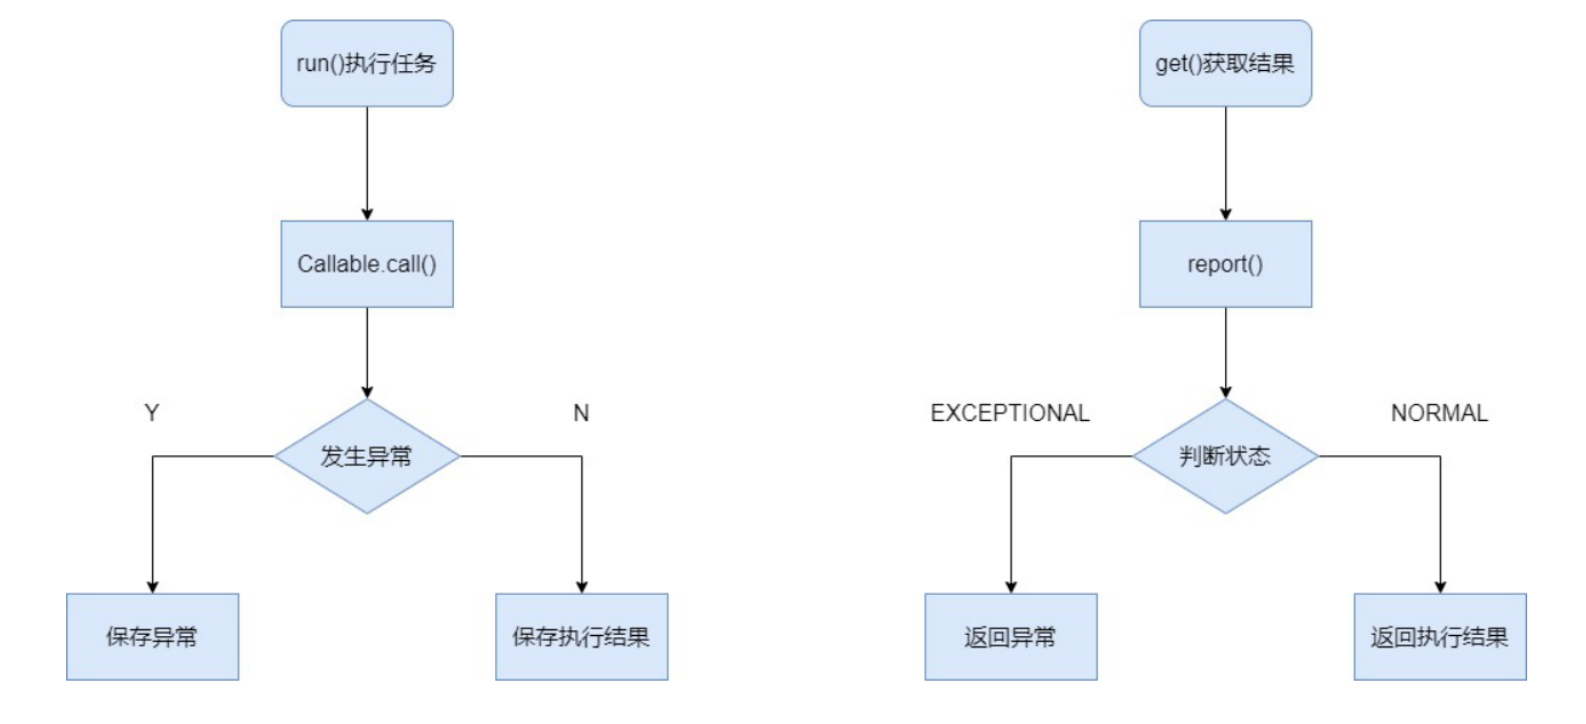 run()执行任务
get()获取结果
Callable.call()
report()
Y
N
EXCEPTIONAL
NORMAL
发生异常
判断状态
保存异常
保存执行结果
返回异常
返回执行结果